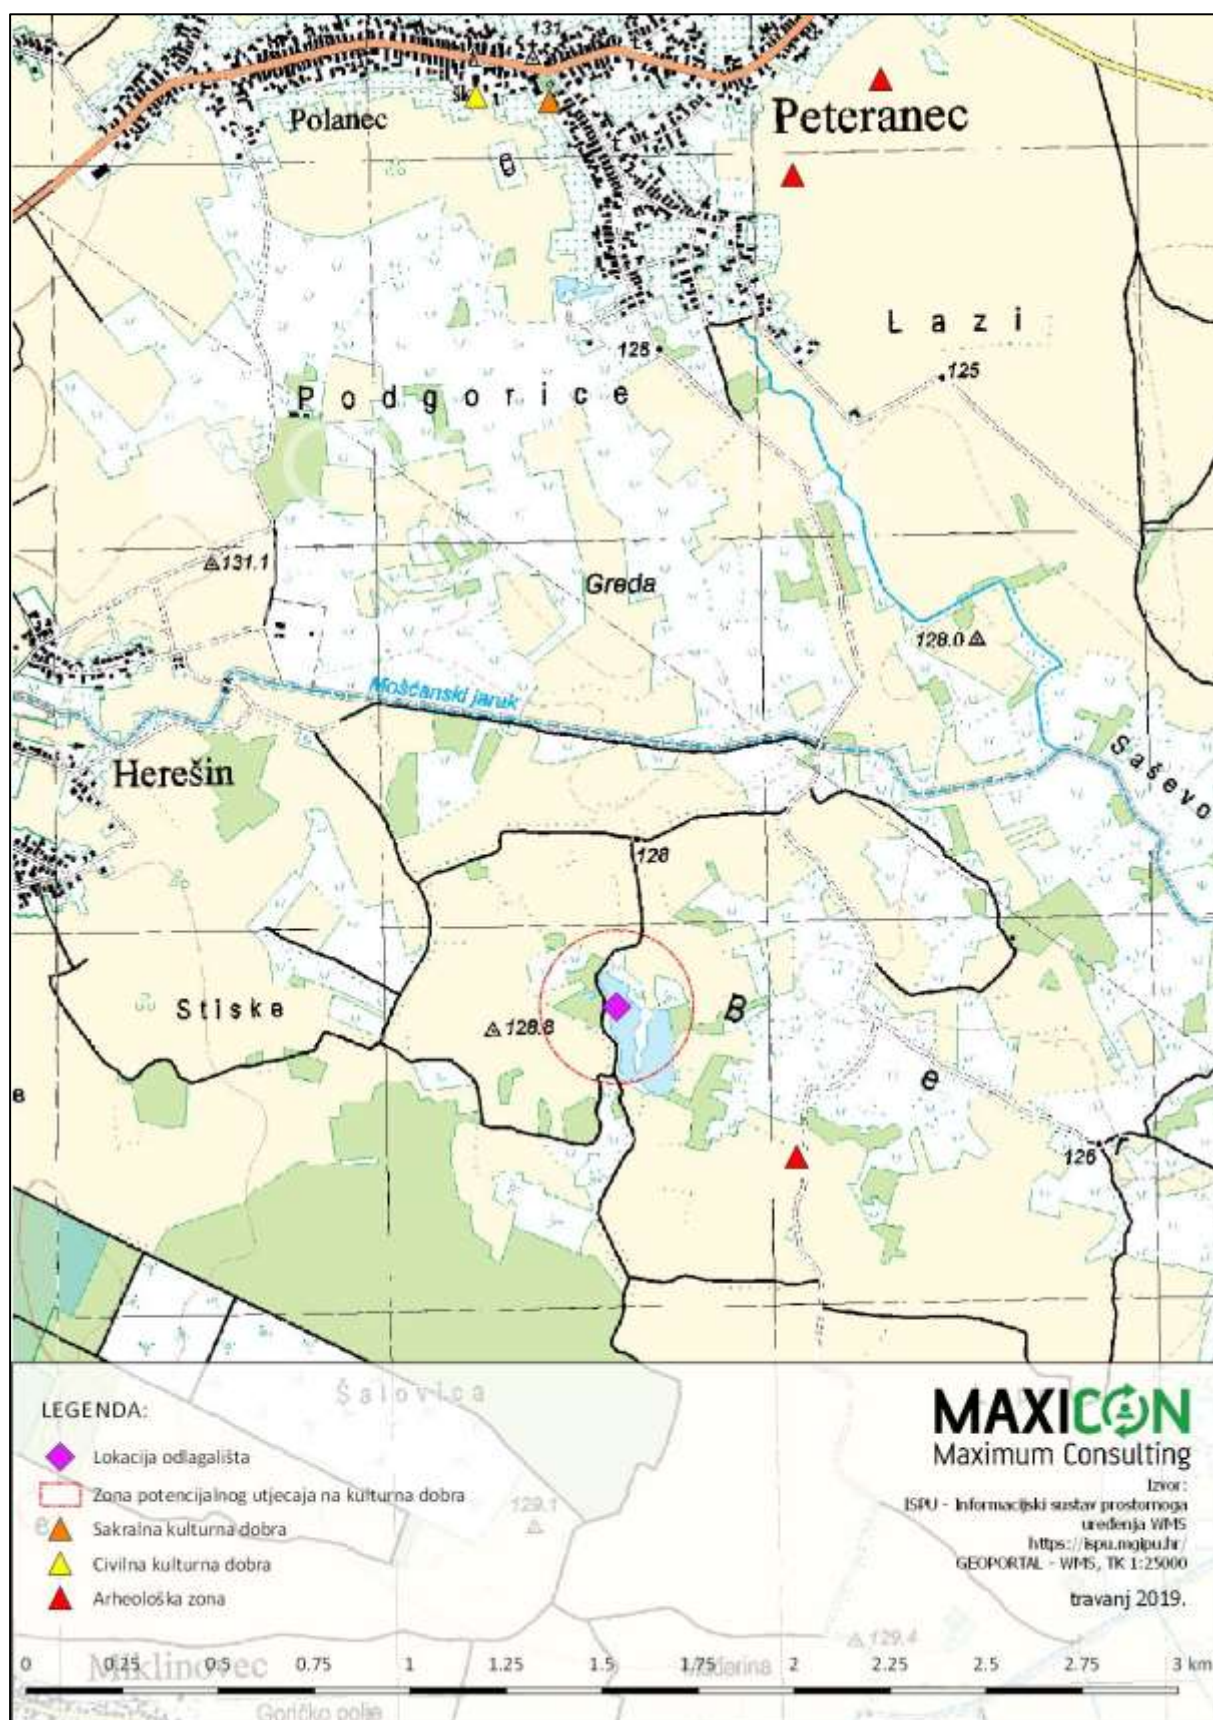 131
Polanec
Peteranec
Lazi
128
125
Podgorice
131.1
Greda
128.0
Mošćanski jaruk
Saševo
Herešin
128
Stiska
128.8
B
e
e
126
r
Šalovica
LEGENDA:
Lokacija odlagališta
Zona potencijalnog utjecaja na kulturna dobra
Sakralna kulturna dobra
Civilna kulturna dobra
Arheološka zona
129.1
e
MAXICON
Maximum Consulting
Izvor:
ISPU - Informacijski sustav prostornoga
uređenja WMS
https://ispu.mgipu.hr/
GEOPORTAL - WMS, TK 1:25000
travanj 2019.
129.4
Miklinovec
0 0.25 0.5 0.75 1 1.25 1.5 1.75 2 2.25 2.75 3 km
Goričko polje